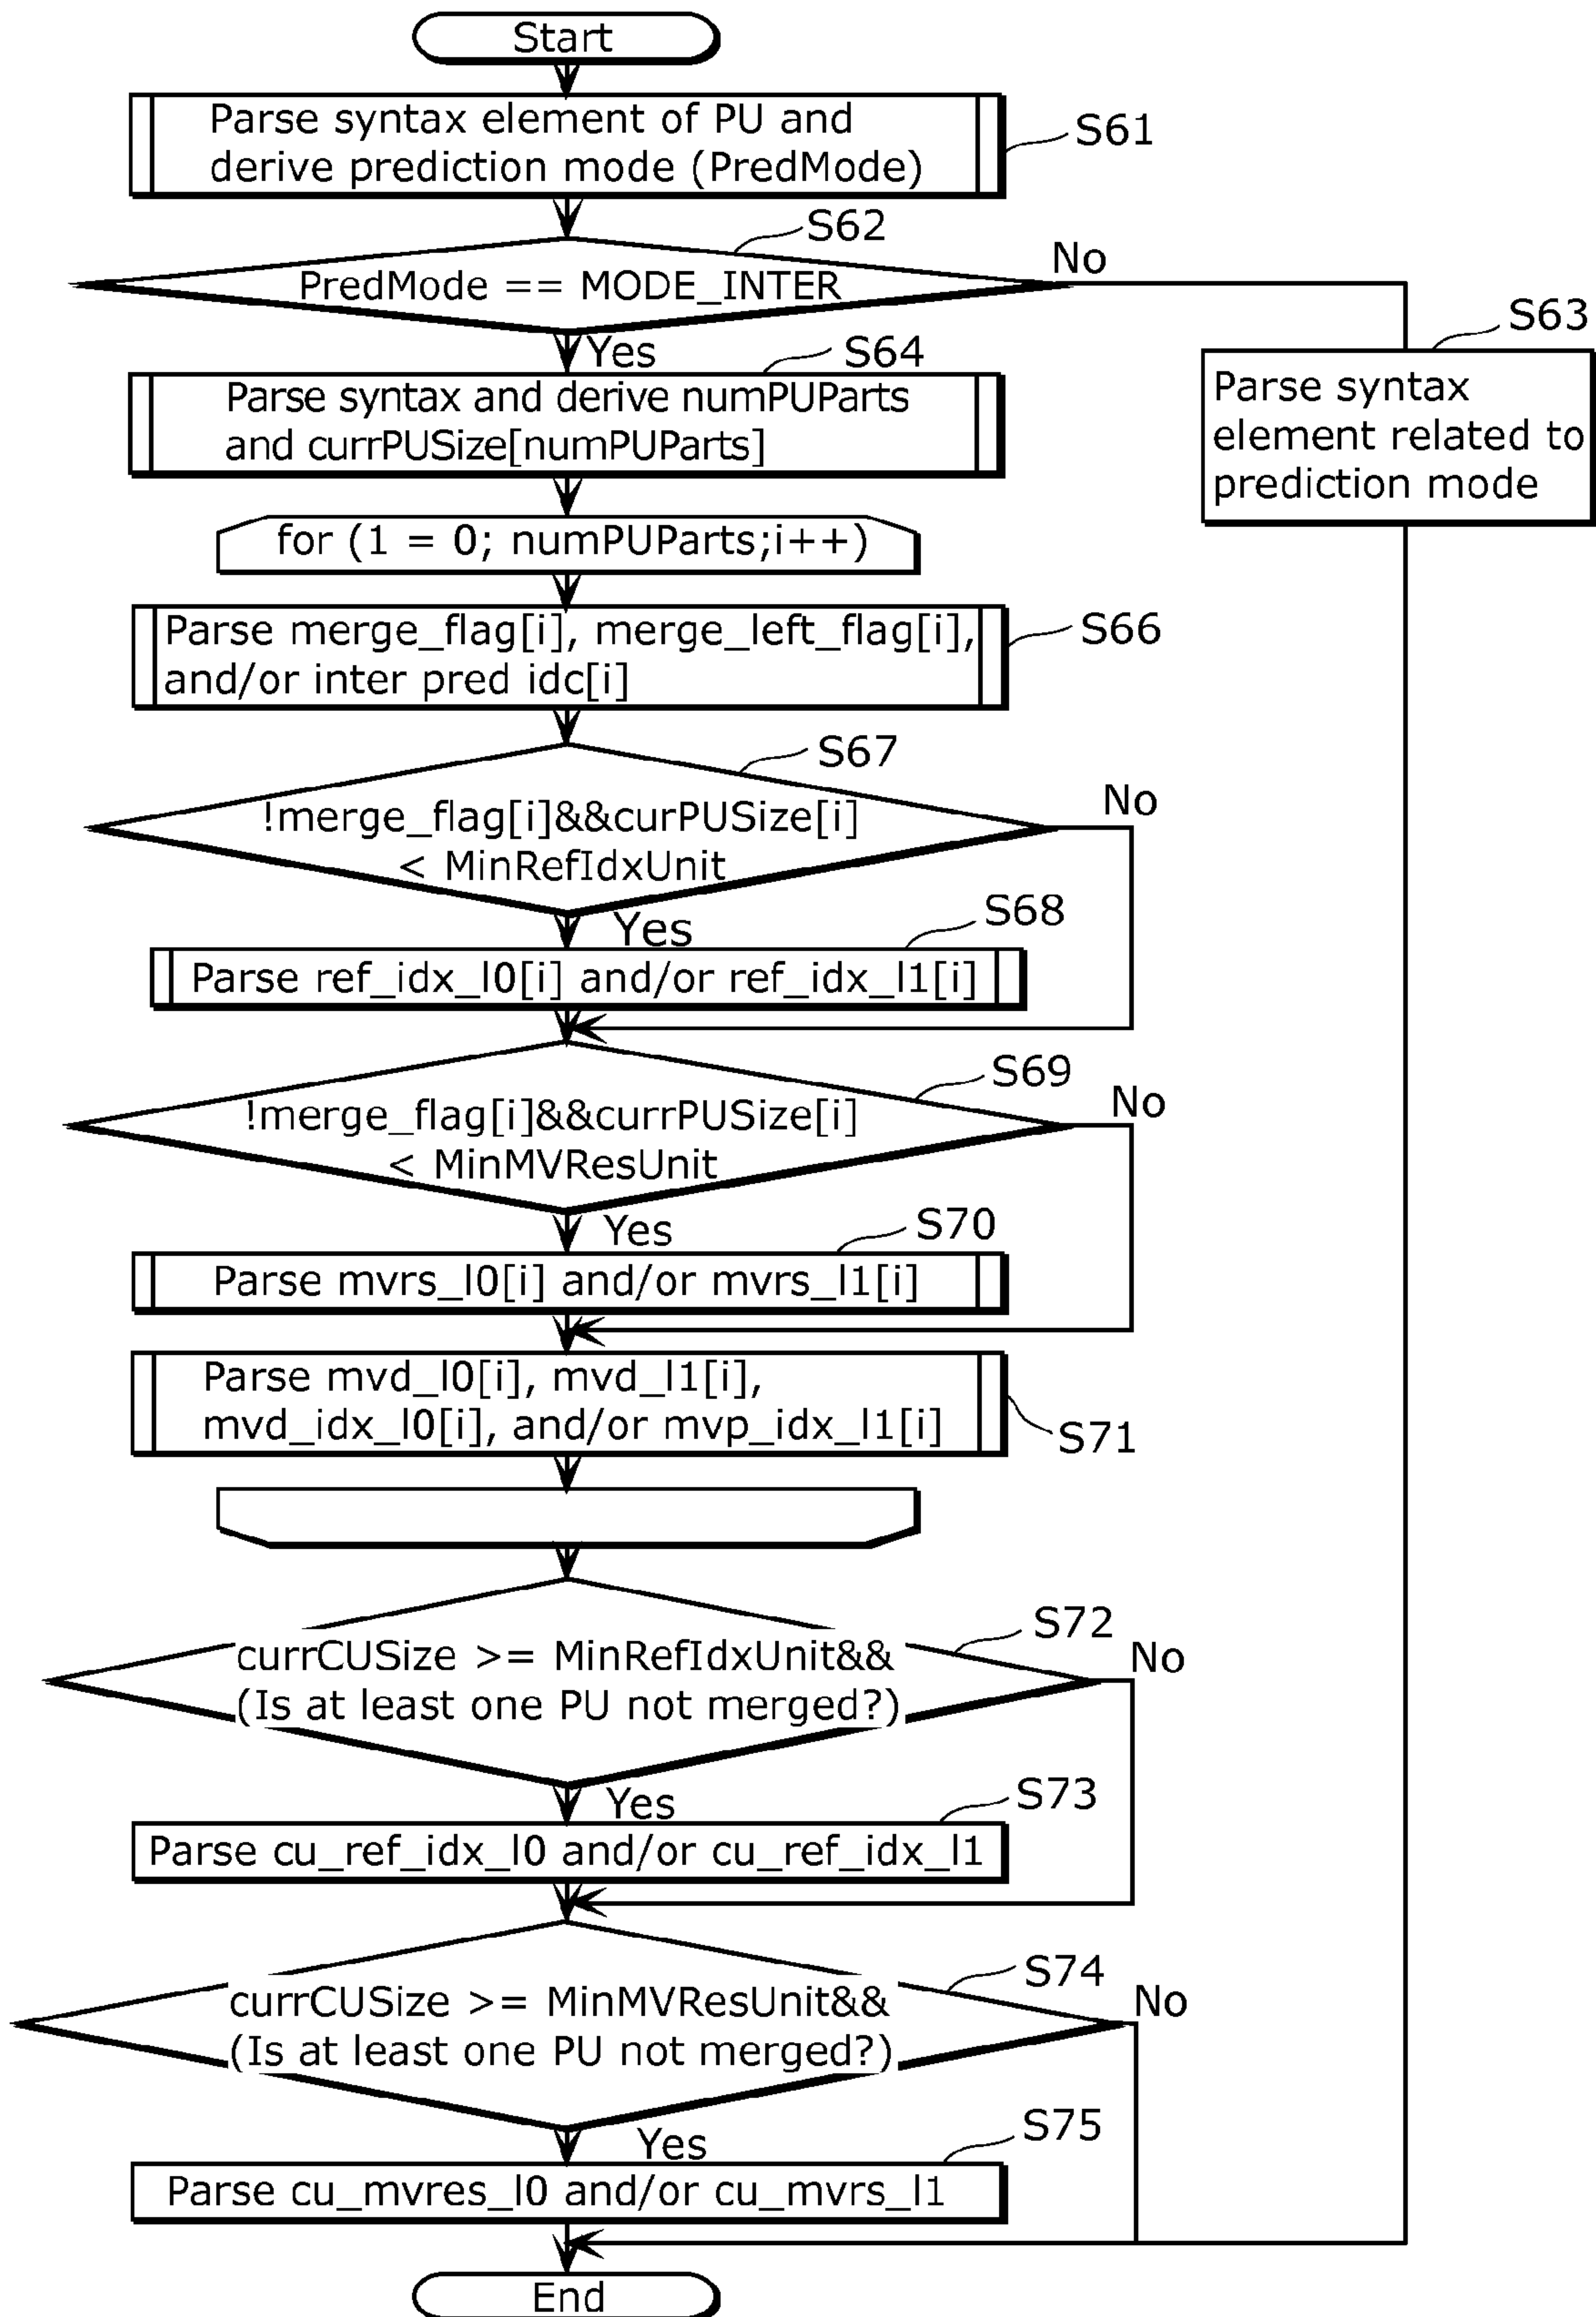 Start
Parse syntax element of PU and
derive prediction mode (PredMode)
S61
S62
PredMode == MODE_INTER
No
Yes
S63
Parse syntax
element related to
prediction mode
S64
Parse syntax and derive numPUParts
and currPUSize[numPUParts]
for (1 = 0; numPUParts;i++)
Parse merge_flag[i], merge_left_flag[i],
and/or inter pred idc[i]
S66
S67
!merge_flag[i]&&curPUSize[i]
< MinRefIdxUnit
No
Yes
S68
Parse ref_idx_l0[i] and/or ref_idx_l1[i]
S69
!merge_flag[i]&&currPUSize[i]
< MinMVResUnit
No
Yes
S70
Parse mvrs_l0[i] and/or mvrs_l1[i]
Parse mvd_l0[i], mvd_l1[i],
mvd_idx_l0[i], and/or mvp_idx_l1[i]
S71
S72
currCUSize >= MinRefIdxUnit&&
(Is at least one PU not merged?)
No
Yes
S73
Parse cu_ref_idx_l0 and/or cu_ref_idx_l1
S74
currCUSize >= MinMVResUnit&&
(Is at least one PU not merged?)
No
Yes
S75
Parse cu_mvres_l0 and/or cu_mvrs_l1
End